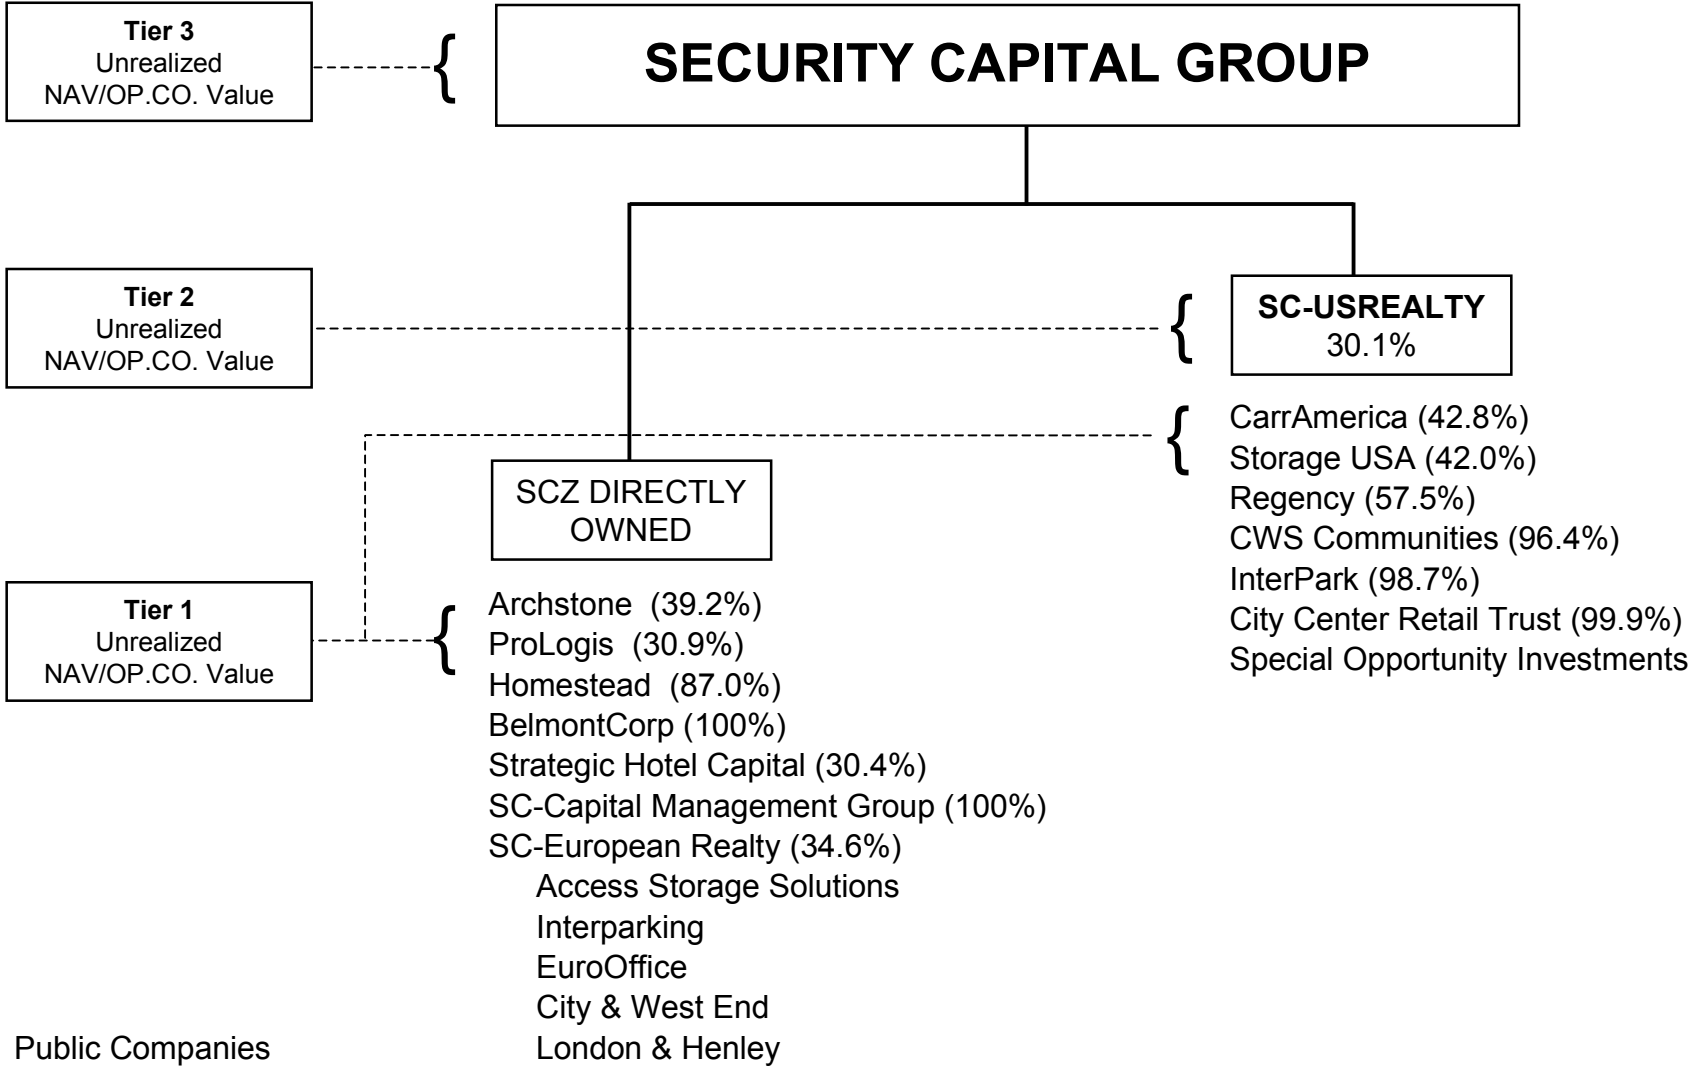 Tier 3
Unrealized
NAV/OP.CO. Value
SECURITY CAPITAL GROUP
Tier 2
Unrealized
NAV/OP.CO. Value
SC-USREALTY
30.1%
CarrAmerica (42.8%)
Storage USA (42.0%)
Regency (57.5%)
CWS Communities (96.4%)
InterPark (98.7%)
City Center Retail Trust (99.9%)
Special Opportunity Investments
SCZ DIRECTLY
OWNED
Tier 1
Unrealized
NAV/OP.CO. Value
Archstone (39.2%)
ProLogis (30.9%)
Homestead (87.0%)
BelmontCorp (100%)
Strategic Hotel Capital (30.4%)
SC-Capital Management Group (100%)
SC-European Realty (34.6%)
Access Storage Solutions
Interparking
EuroOffice
City & West End
London & Henley
Public Companies